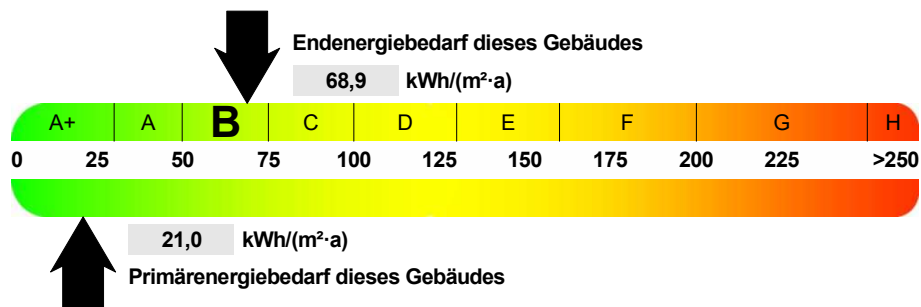 Endenergiebedarf dieses Gebäudes
68,9 kWh/(m²·a)
A+ A B C D E F G H
0 25 50 75 100 125 150 175 200 225 >250
21,0 kWh/(m²·a)
Primärenergiebedarf dieses Gebäudes